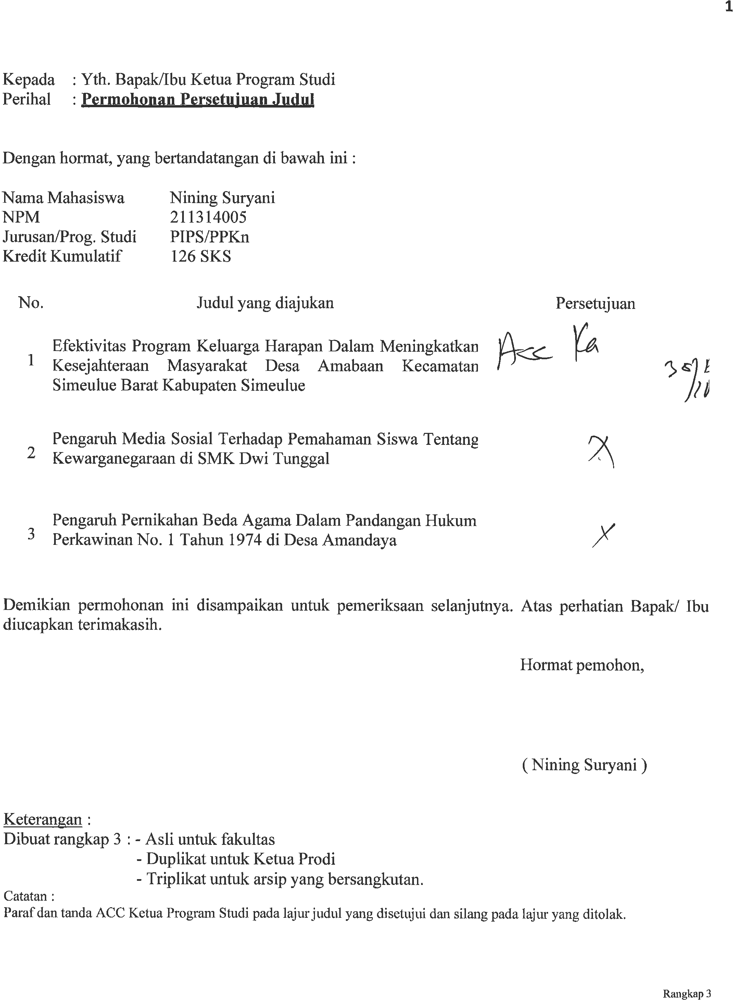 1
Kepada : Yth. Bapak/Ibu Ketua Program Studi
Perihal : Permohonan Persetujuan Judul
Dengan hormat, yang bertandatangan di bawah ini :
Nama Mahasiswa Nining Suryani
NPM 211314005
Jurusan/Prog. Studi PIPS/PPKn
Kredit Kumulatif 126 SKS
No. Judul yang diajukan Persetujuan
Efektivitas Program Keluarga Harapan Dalam Meningkatkan Acc
1 Kesejahteraan Masyarakat Desa Amabaan Kecamatan
Simeulue Barat Kabupaten Simeulue
Pengaruh Media Sosial Terhadap Pemahaman Siswa Tentang
2 Kewarganegaraan di SMK Dwi Tunggal
Pengaruh Pernikahan Beda Agama Dalam Pandangan Hukum
3 Perkawinan No. 1 Tahun 1974 di Desa Amandaya
Demikian permohonan ini disampaikan untuk pemeriksaan selanjutnya. Atas perhatian Bapak/ Ibu
diucapkan terimakasih.
Hormat pemohon,
( Nining Suryani )
Keterangan :
Dibuat rangkap 3 : - Asli untuk fakultas
- Duplikat untuk Ketua Prodi
- Triplikat untuk arsip yang bersangkutan.
Catatan :
Paraf dan tanda ACC Ketua Program Studi pada lajur judul yang disetujui dan silang pada lajur yang ditolak.
Rangkap 3